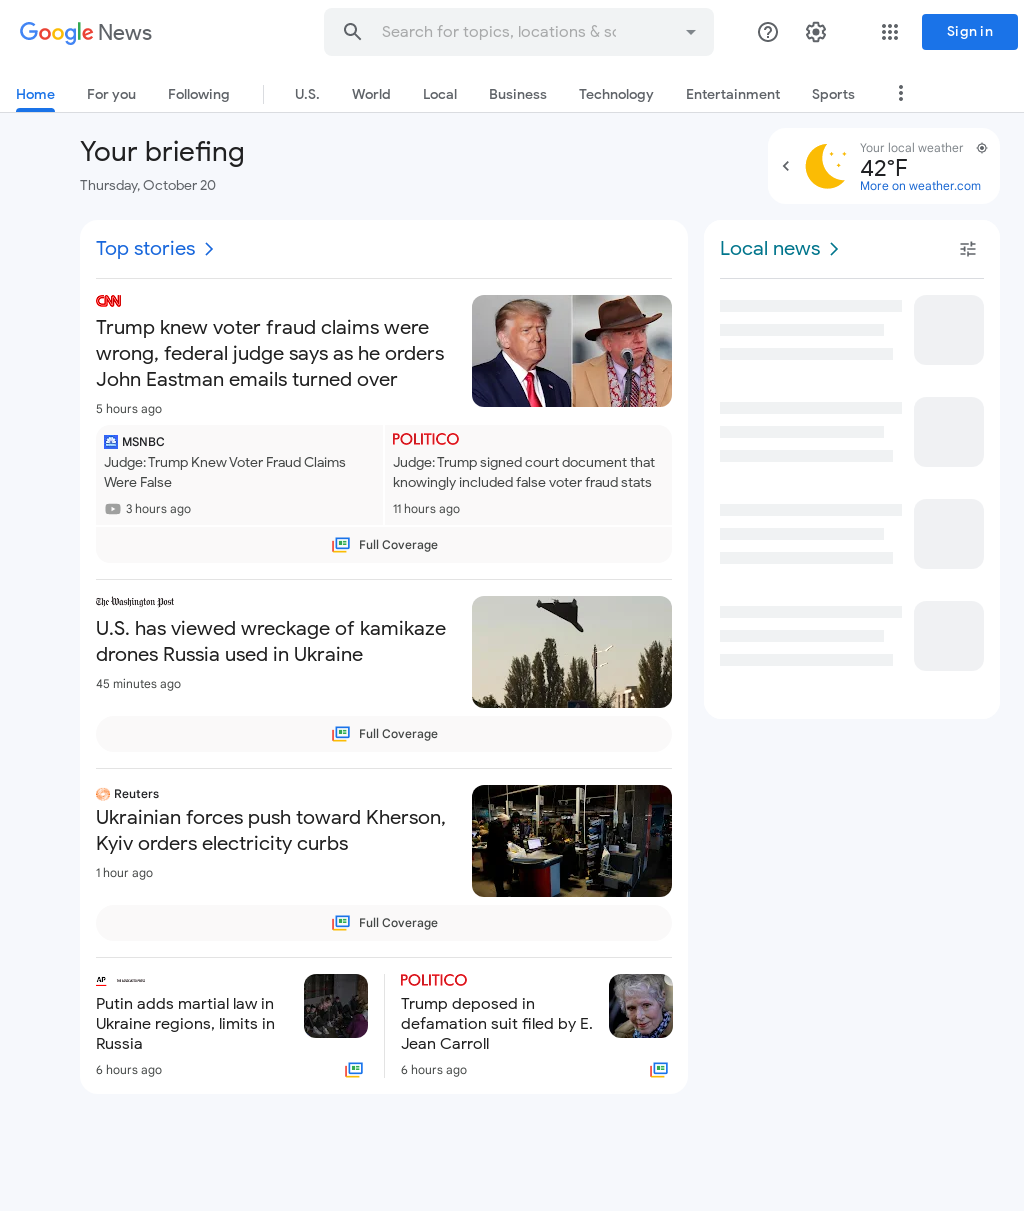 Google News
Search for topics, locations & sc
Sign in
Home For you Following U.S. World Local Business Technology Entertainment Sports
Your briefing
Thursday, October 20
Your local weather
42°F
More on weather.com
Top stories
CNN
Trump knew voter fraud claims were
wrong, federal judge says as he orders
John Eastman emails turned over
5 hours ago
MSNBC
Judge: Trump Knew Voter Fraud Claims
Were False
3 hours ago
POLITICO
Judge: Trump signed court document that
knowingly included false voter fraud stats
11 hours ago
Full Coverage
The Washington Post
U.S. has viewed wreckage of kamikaze
drones Russia used in Ukraine
45 minutes ago
Full Coverage
Reuters
Ukrainian forces push toward Kherson,
Kyiv orders electricity curbs
1 hour ago
Full Coverage
AP THE ASSOCIATED PRESS
Putin adds martial law in
Ukraine regions, limits in
Russia
6 hours ago
POLITICO
Trump deposed in
defamation suit filed by E.
Jean Carroll
6 hours ago
Local news